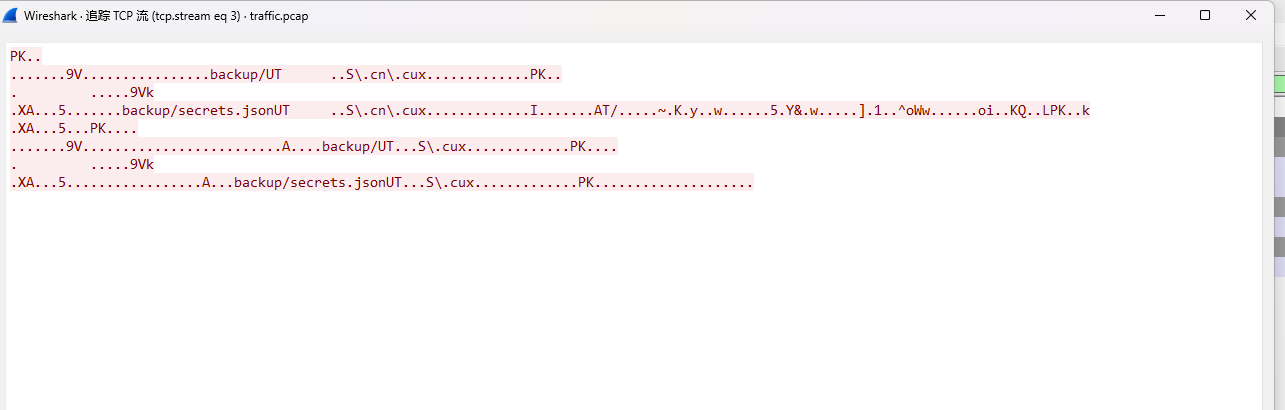 Wireshark · 追踪 TCP 流 (tcp.stream eq 3) · traffic.pcap
PK..
.......9V................backup/UT	..S\.cn\.cux.............PK..
.	.....9Vk
.XA...5.......backup/secrets.jsonUT	..S\.cn\.cux.............I.......AT/.....~.K.y..w......5.Y&.w.....].1..^oWw......oi..KQ..LPK..k
.XA...5...PK....
.......9V.........................A....backup/UT...S\.cux.............PK....
.	.....9Vk
.XA...5.................A...backup/secrets.jsonUT...S\.cux.............PK....................